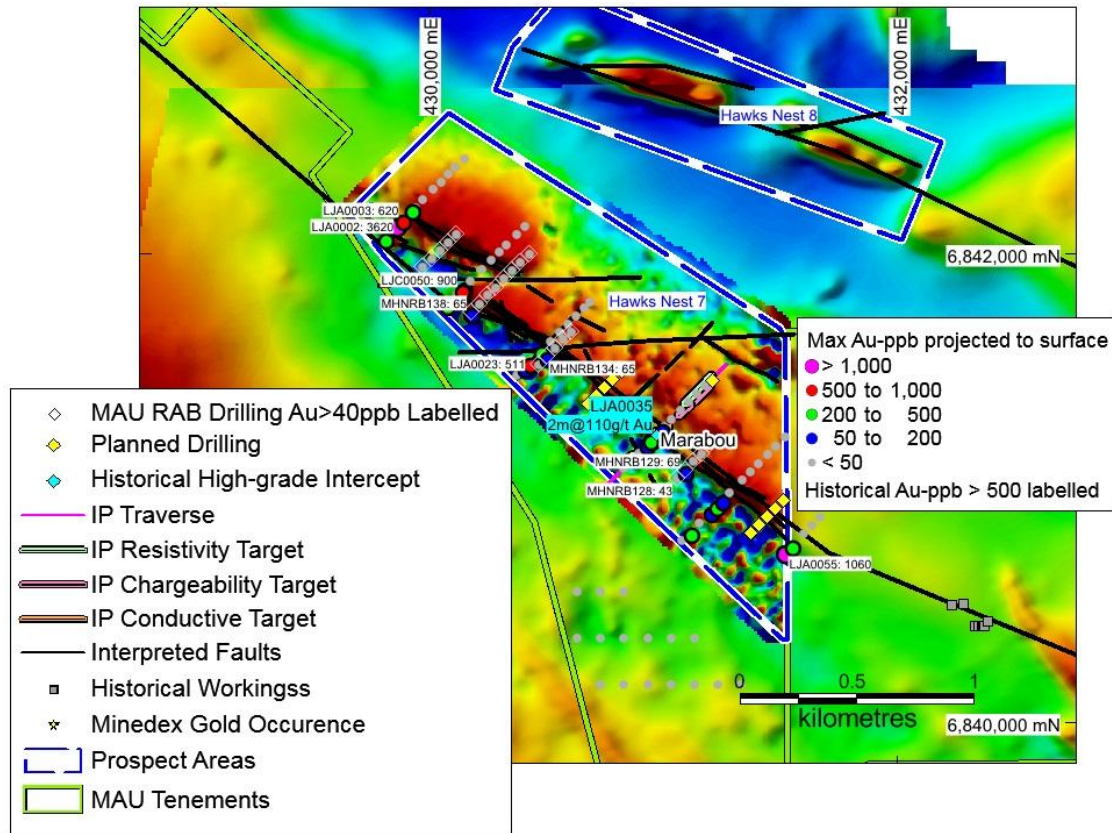 430,000 mE
432,000 mE
Hawks Nest 8
LJA0003: 620
LJA0002: 3620
6,842,000 mN
LJC0050: 900
MHNRB138: 65
Hawks Nest 7
LJA0023: 511
MHNRB134: 65
LJA0035
2m@110g/t Au
Marabou
MHNRB129: 69
MHNRB128: 43
LJA0055: 1060
Max Au-ppb projected to surface
> 1,000
500 to 1,000
200 to 500
50 to 200
< 50
Historical Au-ppb > 500 labelled
MAU RAB Drilling Au>40ppb Labelled
Planned Drilling
Historical High-grade Intercept
IP Traverse
IP Resistivity Target
IP Chargeability Target
IP Conductive Target
Interpreted Faults
Historical Workingss
Minedex Gold Occurence
Prospect Areas
MAU Tenements
0 0.5 1
kilometres
6,840,000 mN